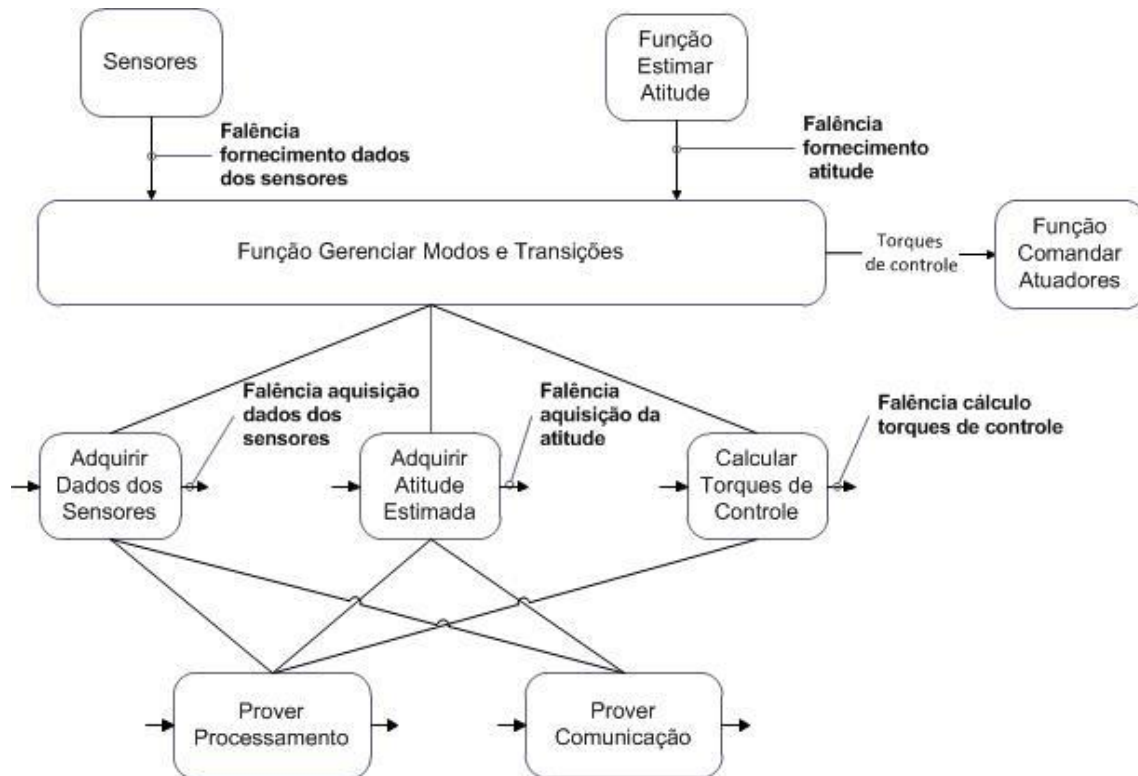 Sensores
Função
Estimar
Atitude
Falência
fornecimento dados
dos sensores
Falência
fornecimento
atitude
Função Gerenciar Modos e Transições
Torques
de controle
Função
Comandar
Atuadores
Falência aquisição
dados dos
sensores
Falência
aquisição da
atitude
Falência cálculo
torques de controle
Adquirir
Dados dos
Sensores
Adquirir
Atitude
Estimada
Calcular
Torques de
Controle
Prover
Processamento
Prover
Comunicação